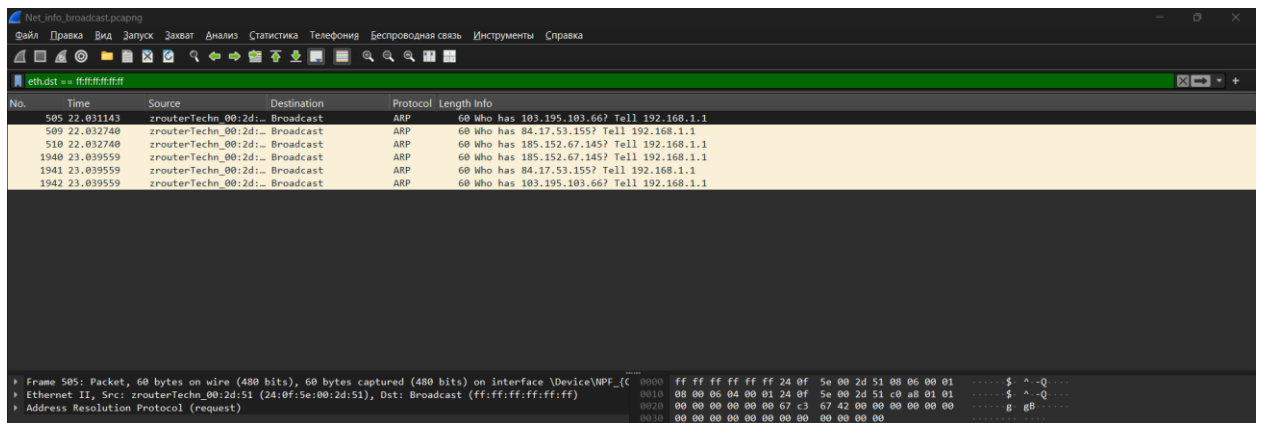 Net_info_broadcast.pcapng
Файл Правка Вид Запуск Захват Анализ Статистика Телефония Беспроводная связь Инструменты Справка
eth.dst == ff:ff:ff:ff:ff:ff
No. Time Source Destination Protocol Length Info
505 22.031143 zrouterTechn_00:2d:… Broadcast ARP 60 Who has 103.195.103.66? Tell 192.168.1.1
509 22.032740 zrouterTechn_00:2d:… Broadcast ARP 60 Who has 84.17.53.155? Tell 192.168.1.1
510 22.032740 zrouterTechn_00:2d:… Broadcast ARP 60 Who has 185.152.67.145? Tell 192.168.1.1
1940 23.039559 zrouterTechn_00:2d:… Broadcast ARP 60 Who has 185.152.67.145? Tell 192.168.1.1
1941 23.039559 zrouterTechn_00:2d:… Broadcast ARP 60 Who has 84.17.53.155? Tell 192.168.1.1
1942 23.039559 zrouterTechn_00:2d:… Broadcast ARP 60 Who has 103.195.103.66? Tell 192.168.1.1
Frame 505: Packet, 60 bytes on wire (480 bits), 60 bytes captured (480 bits) on interface \Device\NPF_{C
Ethernet II, Src: zrouterTechn_00:2d:51 (24:0f:5e:00:2d:51), Dst: Broadcast (ff:ff:ff:ff:ff:ff)
Address Resolution Protocol (request)
0000 ff ff ff ff ff ff 24 0f 5e 00 2d 51 08 06 00 01 ······$· ^·-Q····
0010 08 00 06 04 00 01 24 0f 5e 00 2d 51 c0 a8 01 01 ······$· ^·-Q····
0020 00 00 00 00 00 00 67 c3 67 42 00 00 00 00 00 00 ······g· gB······
0030 00 00 00 00 00 00 00 00 00 00 00 00 ········ ····